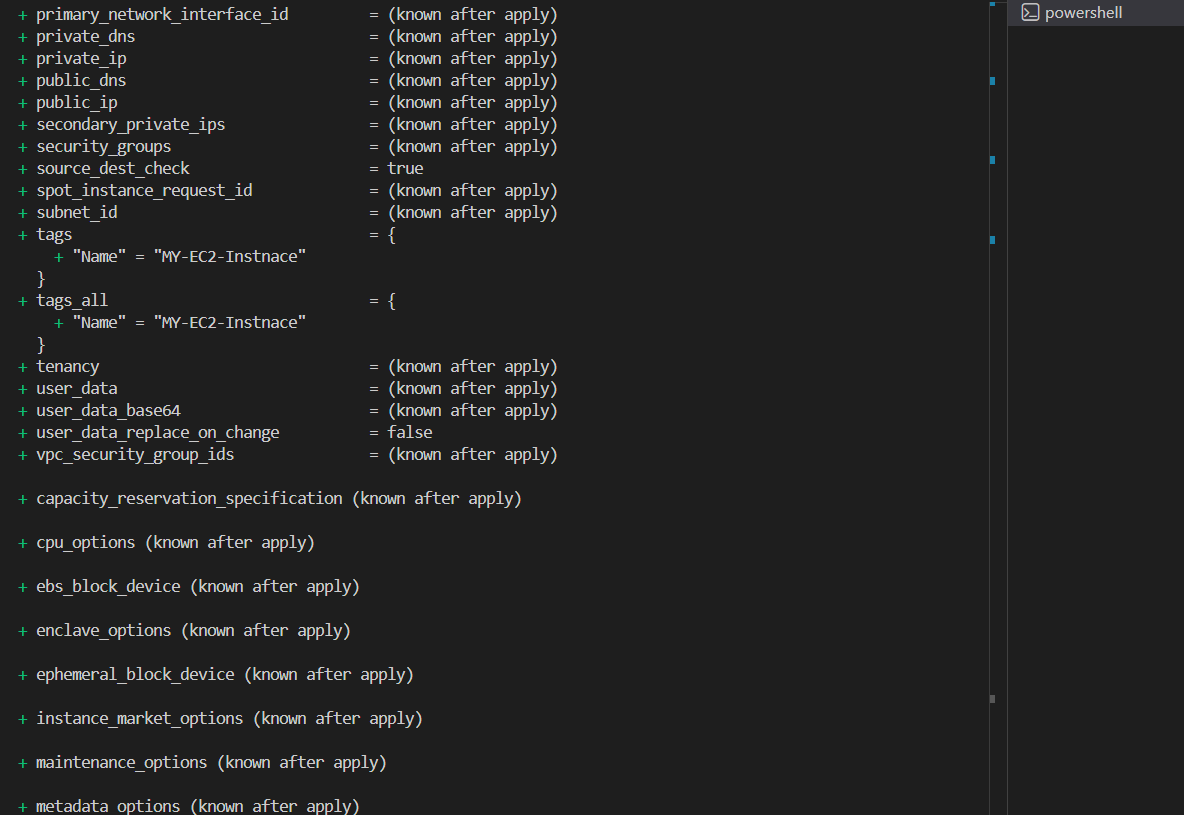 + primary_network_interface_id = (known after apply)
+ private_dns = (known after apply)
+ private_ip = (known after apply)
+ public_dns = (known after apply)
+ public_ip = (known after apply)
+ secondary_private_ips = (known after apply)
+ security_groups = (known after apply)
+ source_dest_check = true
+ spot_instance_request_id = (known after apply)
+ subnet_id = (known after apply)
+ tags = {
+ "Name" = "MY-EC2-Instnace"
}
+ tags_all = {
+ "Name" = "MY-EC2-Instnace"
}
+ tenancy = (known after apply)
+ user_data = (known after apply)
+ user_data_base64 = (known after apply)
+ user_data_replace_on_change = false
+ vpc_security_group_ids = (known after apply)
+ capacity_reservation_specification (known after apply)
+ cpu_options (known after apply)
+ ebs_block_device (known after apply)
+ enclave_options (known after apply)
+ ephemeral_block_device (known after apply)
+ instance_market_options (known after apply)
+ maintenance_options (known after apply)
+ metadata_options (known after apply)
powershell